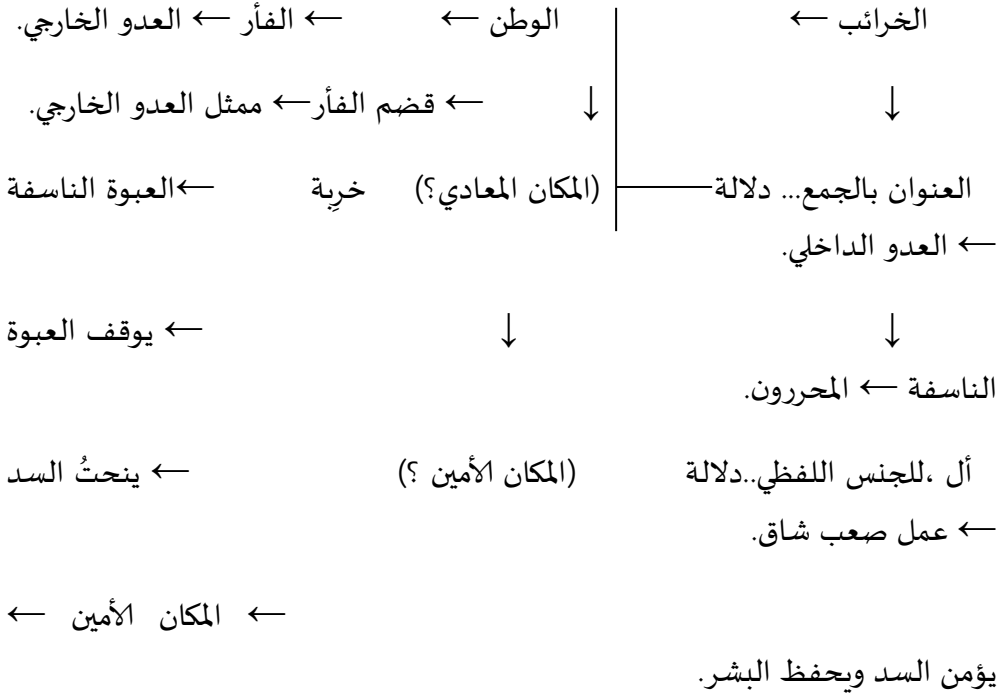 الخرائب ← الوطن ← ← الفأر ← العدو الخارجي.
↓ ↓ ← قضم الفأر ← ممثل العدو الخارجي.
العنوان بالجمع... دلالة (المكان المعادي؟) خرِبة ←العبوة الناسفة
← العدو الداخلي.
↓ ↓ ← يوقف العبوة
الناسفة ← المحررون.
أل ،للجنس اللفظي..دلالة (المكان الأمين ؟) ← ينحتُ السد
← عمل صعب شاق.
← المكان الأمين ←
يؤمن السد ويحفظ البشر.